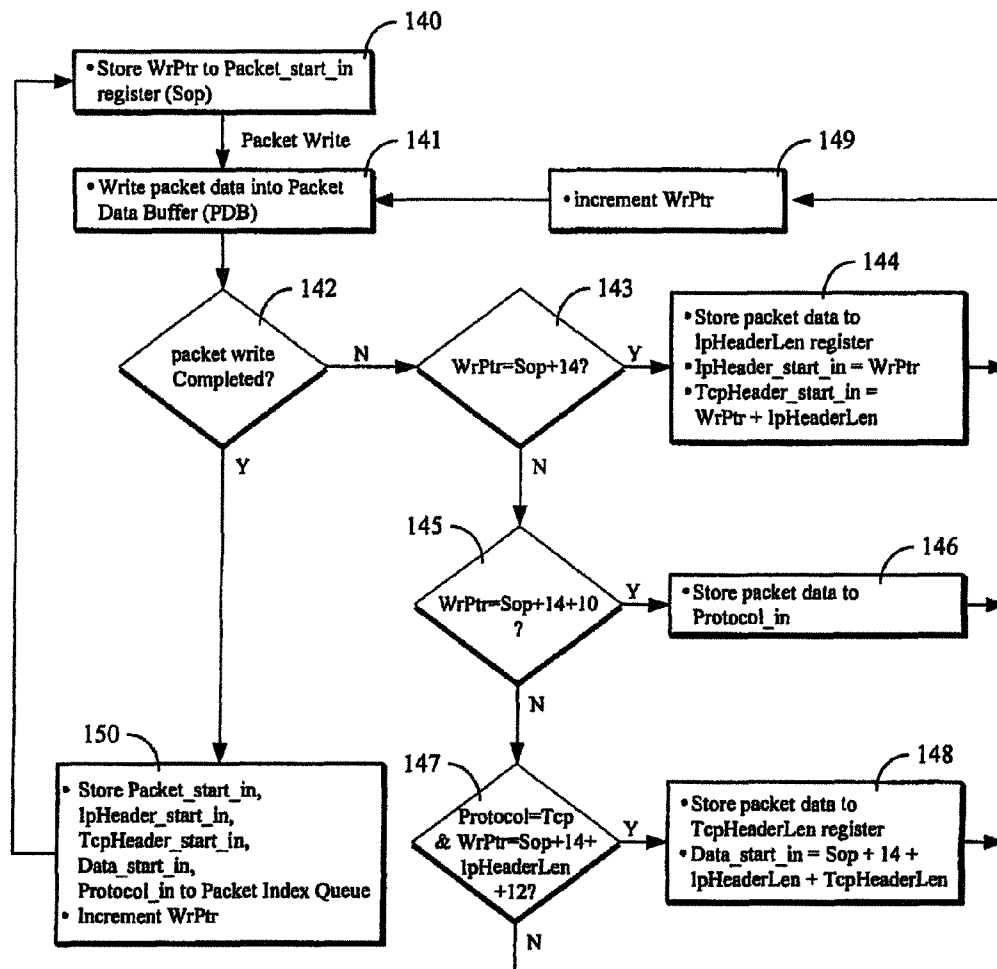 140
• Store WrPtr to Packet_start_in
register (Sop)
Packet Write
141
• Write packet data into Packet
Data Buffer (PDB)
149
• increment WrPtr
142
packet write
Completed?
N
Y
143
WrPtr=Sop+14?
Y
N
144
• Store packet data to
IpHeaderLen register
• IpHeader_start_in = WrPtr
• TcpHeader_start_in =
WrPtr + IpHeaderLen
145
WrPtr=Sop+14+10
?
Y
N
146
• Store packet data to
Protocol_in
147
Protocol=Tcp
& WrPtr=Sop+14+
IpHeaderLen
+12?
Y
N
148
• Store packet data to
TcpHeaderLen register
• Data_start_in = Sop + 14 +
IpHeaderLen + TcpHeaderLen
150
• Store Packet_start_in,
IpHeader_start_in,
TcpHeader_start_in,
Data_start_in,
Protocol_in to Packet Index Queue
• Increment WrPtr